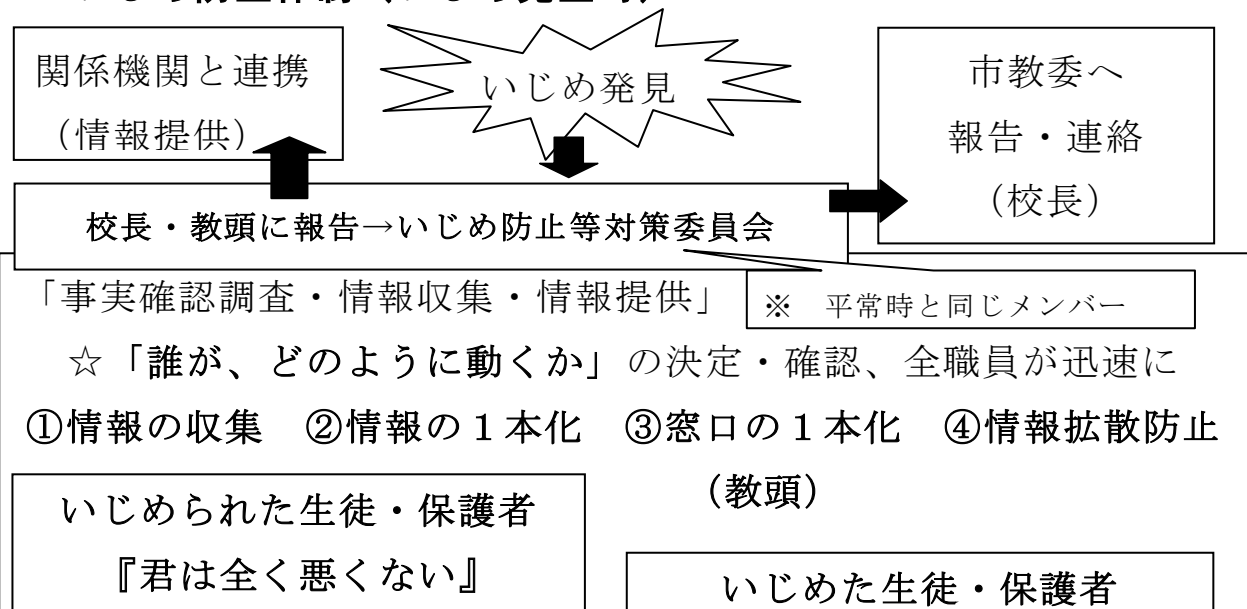 関係機関と連携
（情報提供）
いじめ発見
市教委へ
報告・連絡
（校長）
校長・教頭に報告→いじめ防止等対策委員会
「事実確認調査・情報収集・情報提供」
※　平常時と同じメンバー
☆「誰が、どのように動くか」の決定・確認、全職員が迅速に
①情報の収集　②情報の１本化　③窓口の１本化　④情報拡散防止
（教頭）
いじめられた生徒・保護者
『君は全く悪くない』
いじめた生徒・保護者